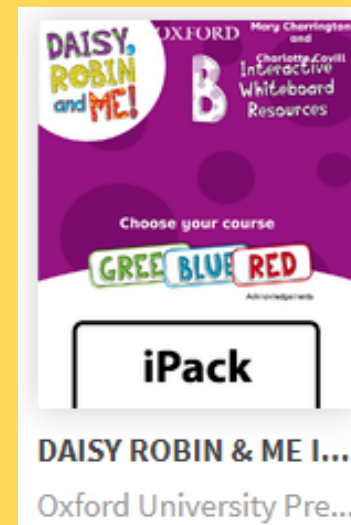 DAISY,
ROBIN
and ME!
OXFORD
Mary Charrington
and
Charlotte Covill
B
Interactive
Whiteboard
Resources
Choose your course
GREE BLUE RED
Acknowledgements
iPack
DAISY ROBIN & ME I...
Oxford University Pre...